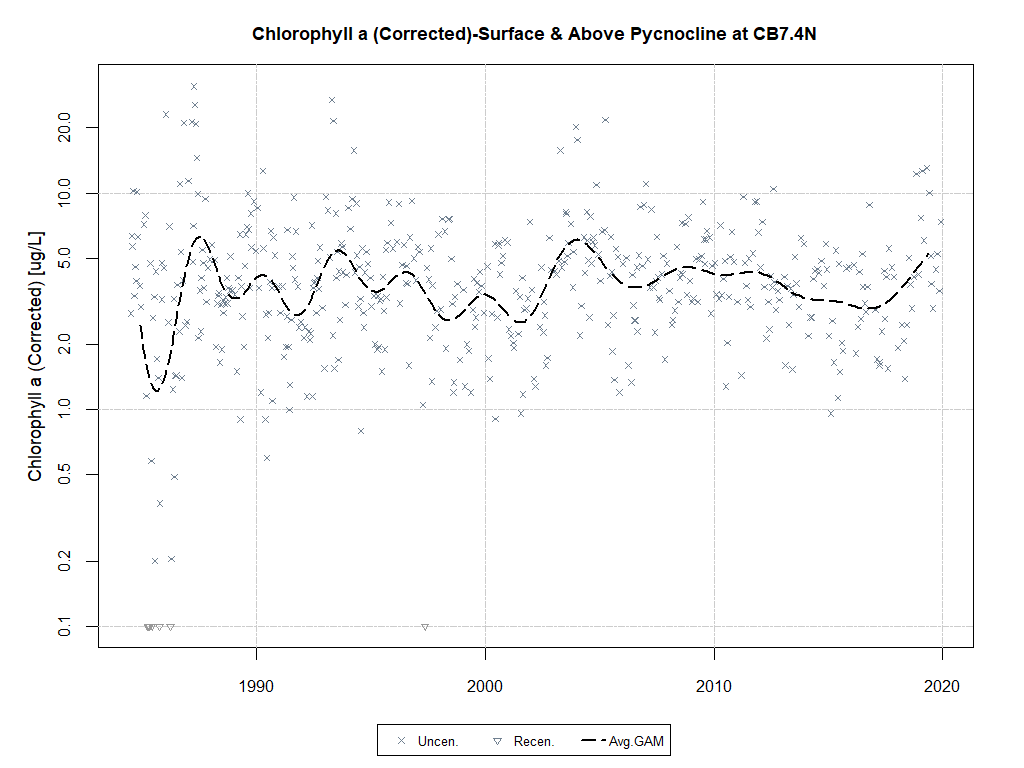 Chlorophyll a (Corrected)-Surface & Above Pycnocline at CB7.4N
Chlorophyll a (Corrected) [ug/L]
20.0
10.0
5.0
2.0
1.0
0.5
0.2
0.1
1990 2000 2010 2020
Uncen. Recen. Avg.GAM